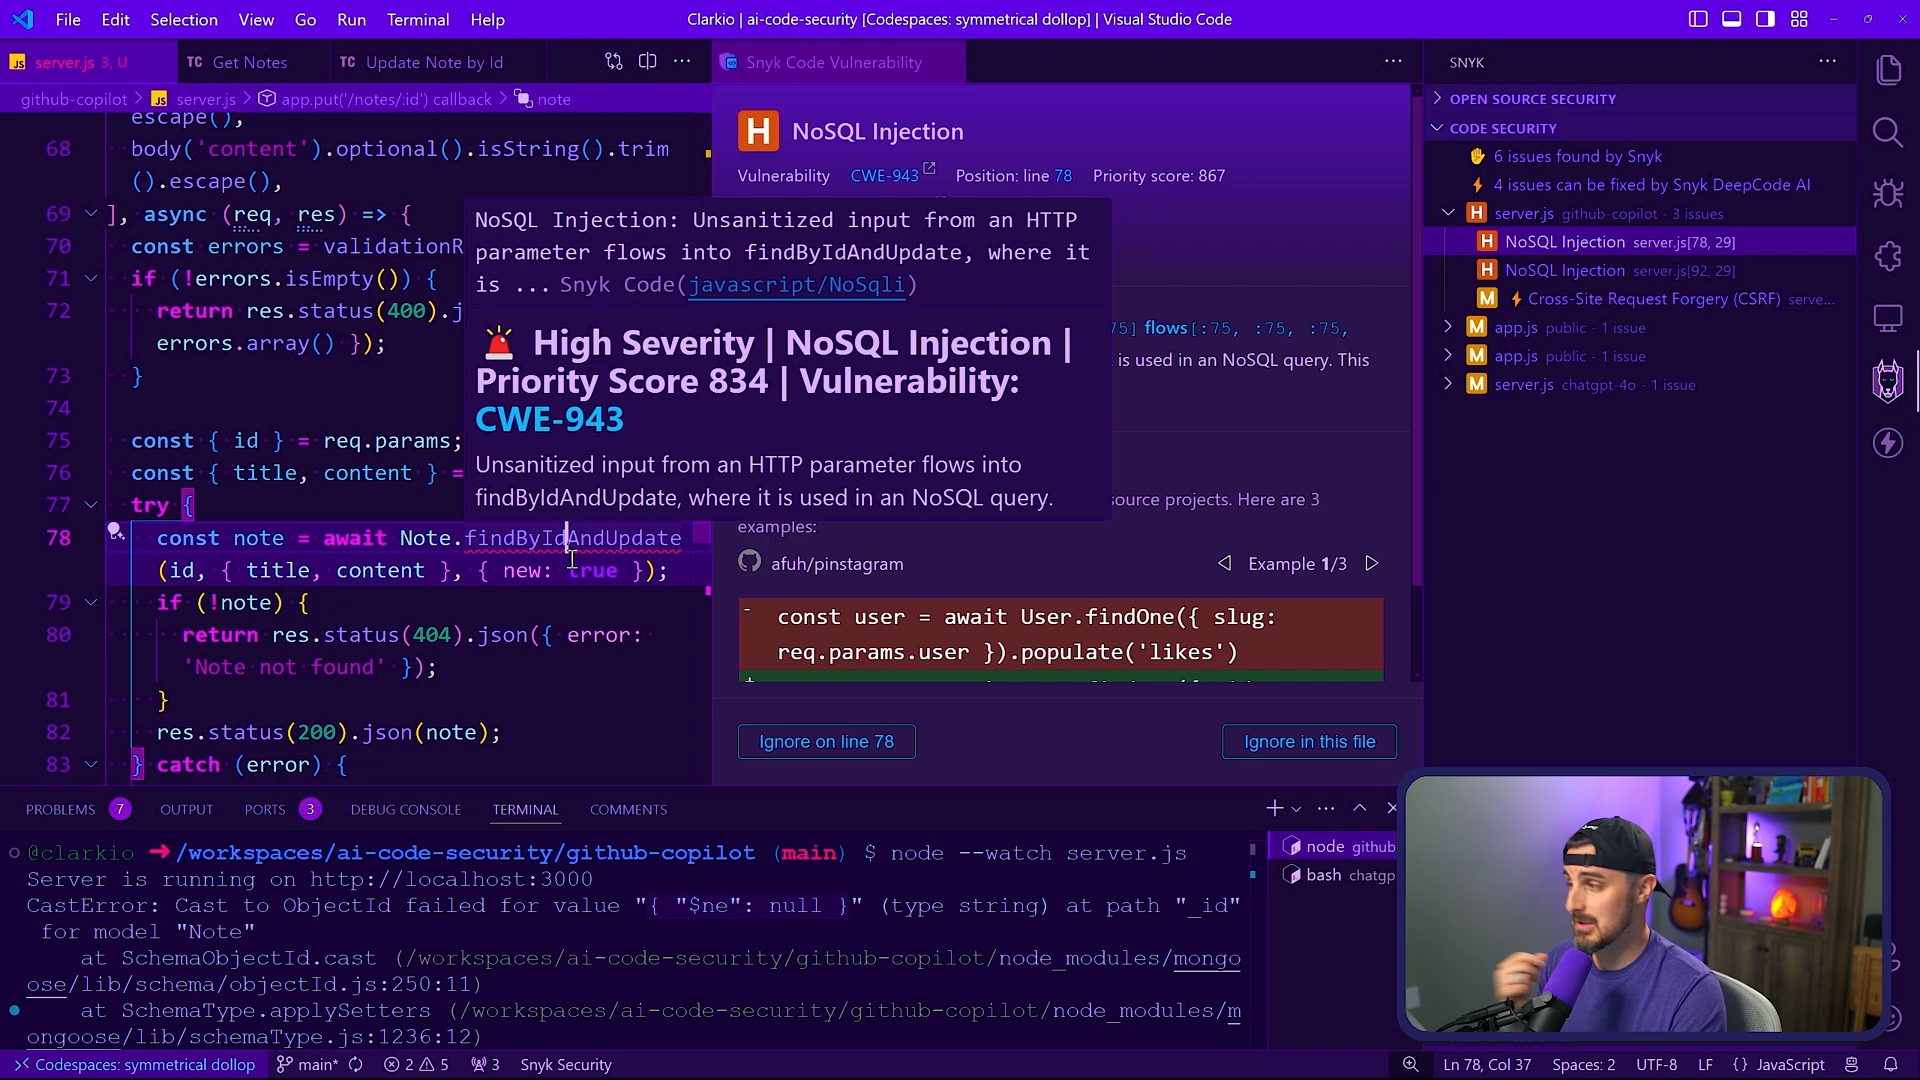 File Edit Selection View Go Run Terminal Help
Clarkio | ai-code-security [Codespaces: symmetrical dollop] | Visual Studio Code
JS server.js 3, U
TC Get Notes
TC Update Note by Id
github-copilot > JS server.js > app.put('/notes/:id') callback > note
escape(),
68 body('content').optional().isString().trim
().escape(),
69 ], async (req, res) => {
70 const errors = validationR
71 if (!errors.isEmpty()) {
72 return res.status(400).j
errors.array() });
73 }
74
75 const { id } = req.params;
76 const { title, content } =
77 try {
78 const note = await Note.findByIdAndUpdate
(id, { title, content }, { new: true });
79 if (!note) {
80 return res.status(404).json({ error:
'Note not found' });
81 }
82 res.status(200).json(note);
83 } catch (error) {
NoSQL Injection: Unsanitized input from an HTTP
parameter flows into findByIdAndUpdate, where it
is ... Snyk Code(javascript/NoSqli)
🚨 High Severity | NoSQL Injection |
Priority Score 834 | Vulnerability:
CWE-943
Unsanitized input from an HTTP parameter flows into
findByIdAndUpdate, where it is used in an NoSQL query.
Snyk Code Vulnerability
H NoSQL Injection
Vulnerability CWE-943 Position: line 78 Priority score: 867
75] flows[:75, :75, :75,
is used in an NoSQL query. This
source projects. Here are 3
examples:
afuh/pinstagram
Example 1/3
- const user = await User.findOne({ slug:
req.params.user }).populate('likes')
Ignore on line 78
Ignore in this file
SNYK
OPEN SOURCE SECURITY
CODE SECURITY
6 issues found by Snyk
4 issues can be fixed by Snyk DeepCode AI
H server.js github-copilot - 3 issues
H NoSQL Injection server.js[78, 29]
H NoSQL Injection server.js[92, 29]
M Cross-Site Request Forgery (CSRF) serve...
M app.js public - 1 issue
M app.js public - 1 issue
M server.js chatgpt-4o - 1 issue
PROBLEMS 7 OUTPUT PORTS 3 DEBUG CONSOLE TERMINAL COMMENTS
@clarkio ➜ /workspaces/ai-code-security/github-copilot (main) $ node --watch server.js
Server is running on http://localhost:3000
CastError: Cast to ObjectId failed for value "{ "$ne": null }" (type string) at path "_id"
for model "Note"
at SchemaObjectId.cast (/workspaces/ai-code-security/github-copilot/node_modules/mongo
ose/lib/schema/objectId.js:250:11)
at SchemaType.applySetters (/workspaces/ai-code-security/github-copilot/node_modules/m
ongoose/lib/schemaType.js:1236:12)
node github
bash chatgp
Codespaces: symmetrical dollop main* 2 5 3 Snyk Security
Ln 78, Col 37 Spaces: 2 UTF-8 LF {} JavaScript